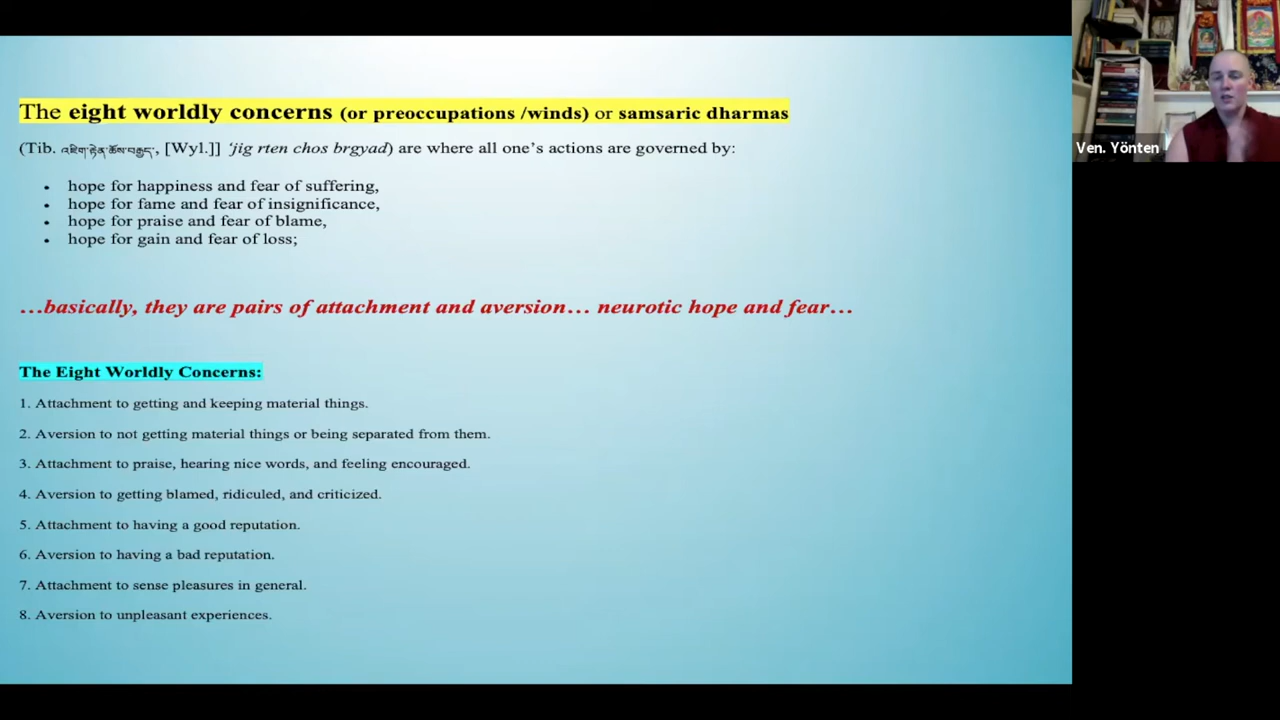 The eight worldly concerns (or preoccupations /winds) or samsaric dharmas
(Tib. འཇིག་རྟེན་ཆོས་བརྒྱད་, [Wyl.]] ‘jig rten chos brgyad) are where all one’s actions are governed by:
• hope for happiness and fear of suffering,
• hope for fame and fear of insignificance,
• hope for praise and fear of blame,
• hope for gain and fear of loss;
…basically, they are pairs of attachment and aversion… neurotic hope and fear…
The Eight Worldly Concerns:
1. Attachment to getting and keeping material things.
2. Aversion to not getting material things or being separated from them.
3. Attachment to praise, hearing nice words, and feeling encouraged.
4. Aversion to getting blamed, ridiculed, and criticized.
5. Attachment to having a good reputation.
6. Aversion to having a bad reputation.
7. Attachment to sense pleasures in general.
8. Aversion to unpleasant experiences.
Ven. Yönten